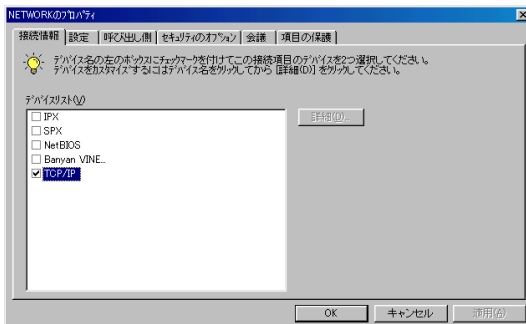 NETWORKのﾌﾟﾛﾊﾟﾃｨ
接続情報 設定 呼び出し側 ｾｷｭﾘﾃｨのｵﾌﾟｼｮﾝ 会議 項目の保護
ﾃﾞﾊﾞｲｽ名の左のﾎﾞｯｸｽにﾁｪｯｸﾏｰｸを付けてこの接続項目のﾃﾞﾊﾞｲｽを2つ選択してください。
ﾃﾞﾊﾞｲｽをｶｽﾀﾏｲｽﾞするにはﾃﾞﾊﾞｲｽ名をｸﾘｯｸしてから [詳細(D)] をｸﾘｯｸしてください。
ﾃﾞﾊﾞｲｽﾘｽﾄ(V)
IPX
詳細(D)...
SPX
NetBIOS
Banyan VINE...
TCP/IP
OK キャンセル 適用(A)